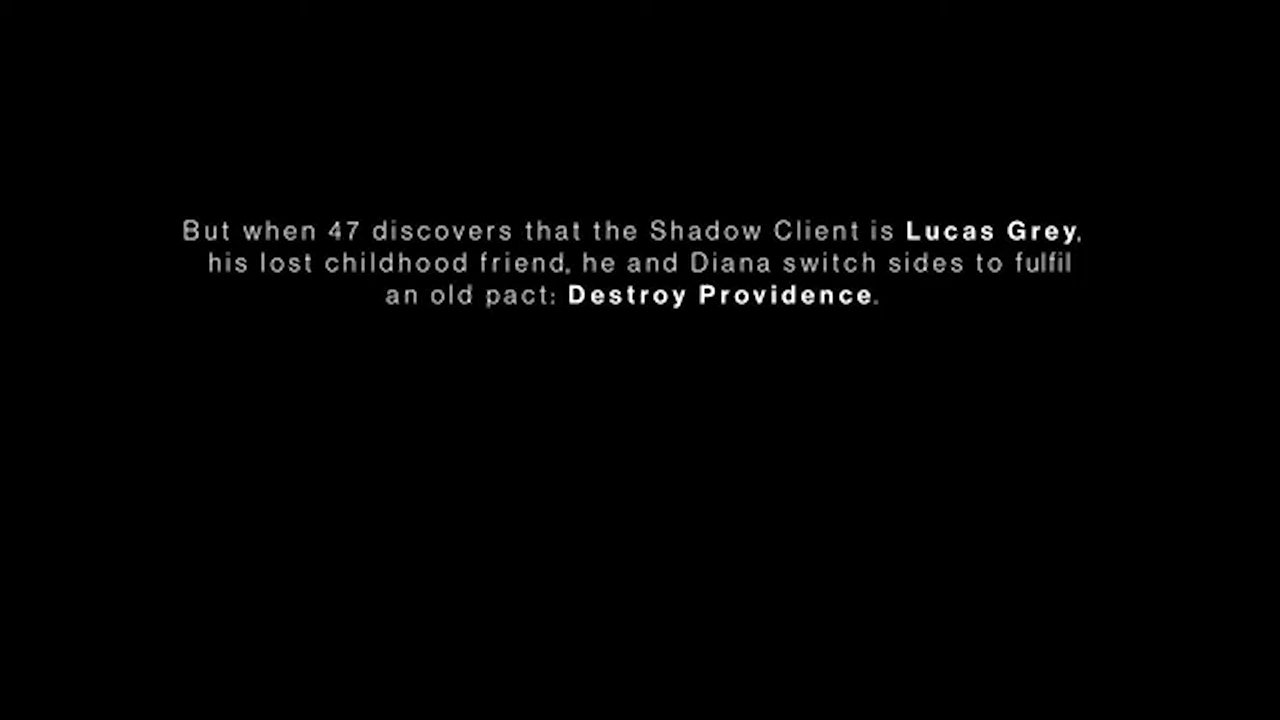 But when 47 discovers that the Shadow Client is Lucas Grey,
his lost childhood friend, he and Diana switch sides to fulfil
an old pact: Destroy Providence.